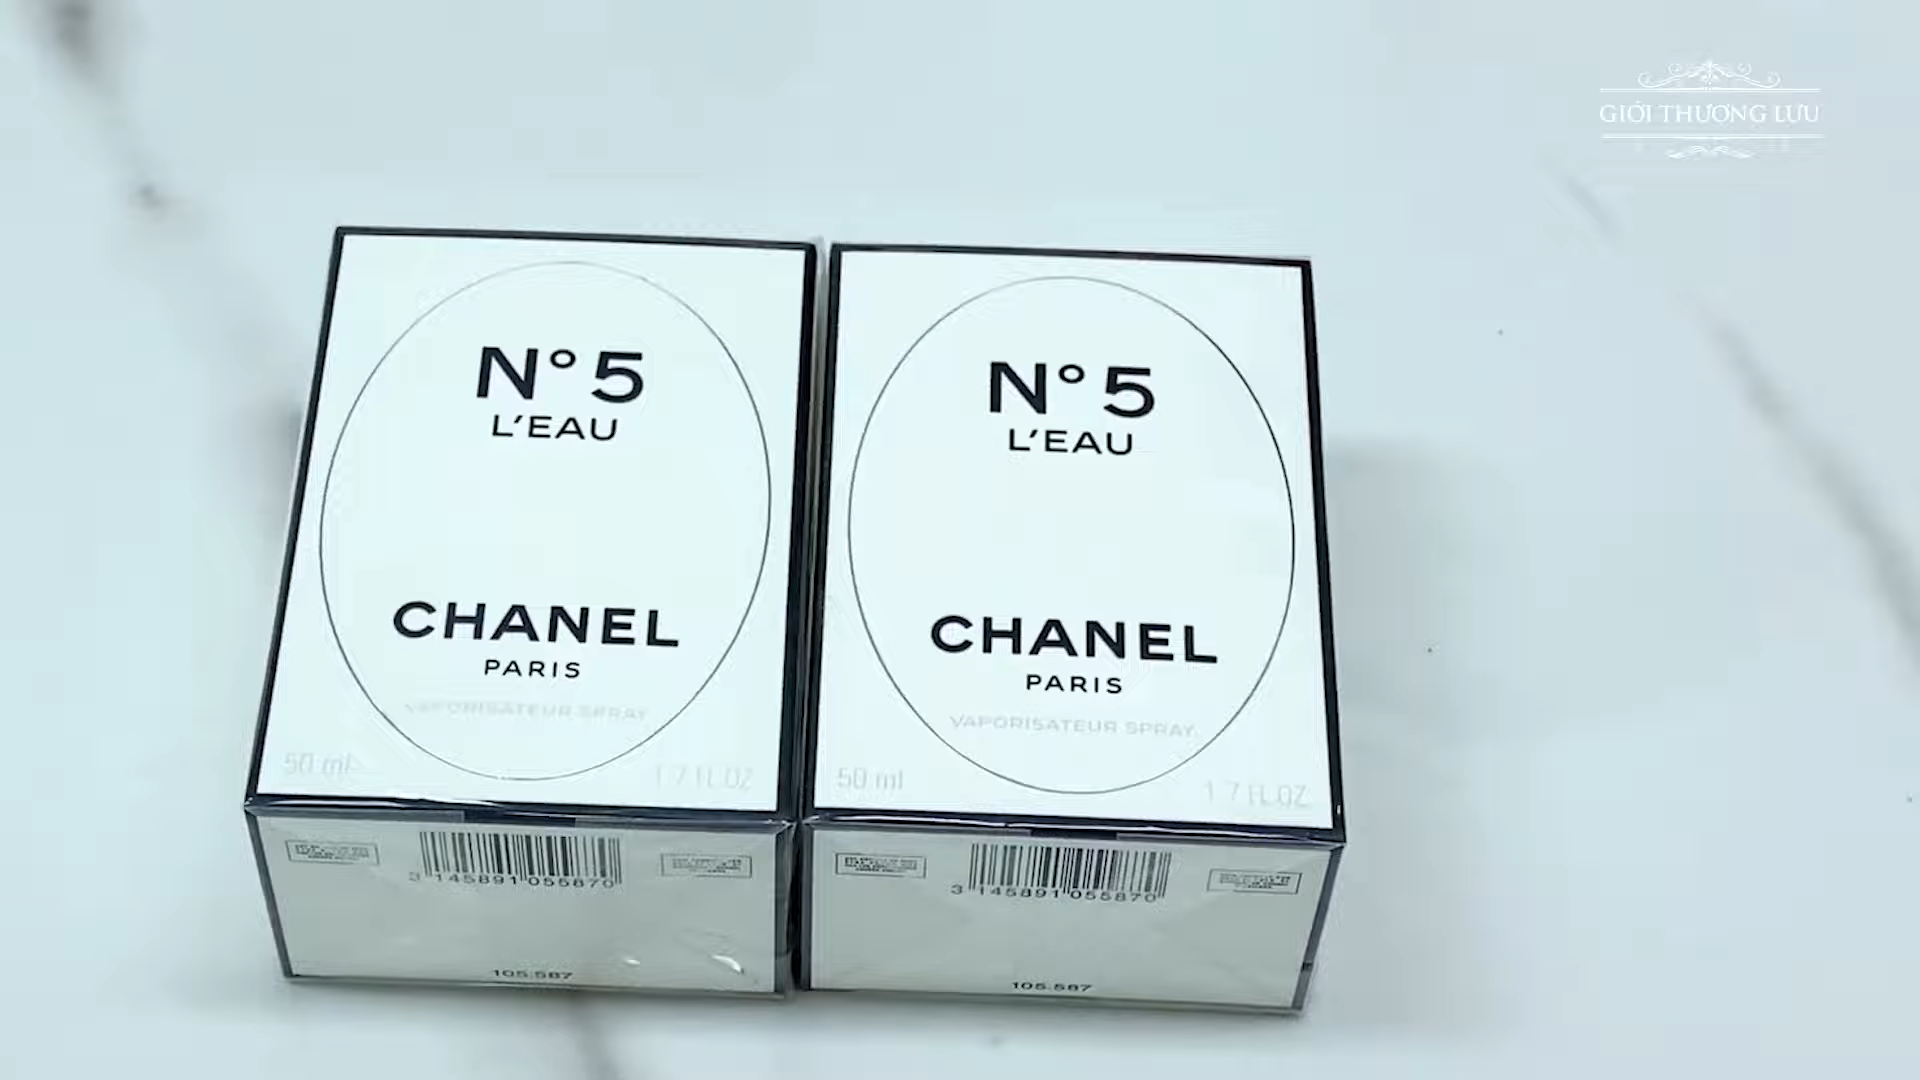 GIỚI THƯỢNG LƯU
N° 5
L'EAU
CHANEL
PARIS
VAPORISATEUR SPRAY
50 ml
1.7 FL.OZ
3 145891 055870
105.587
N° 5
L'EAU
CHANEL
PARIS
VAPORISATEUR SPRAY
50 ml
1.7 FL.OZ
3 145891 055870
105.587